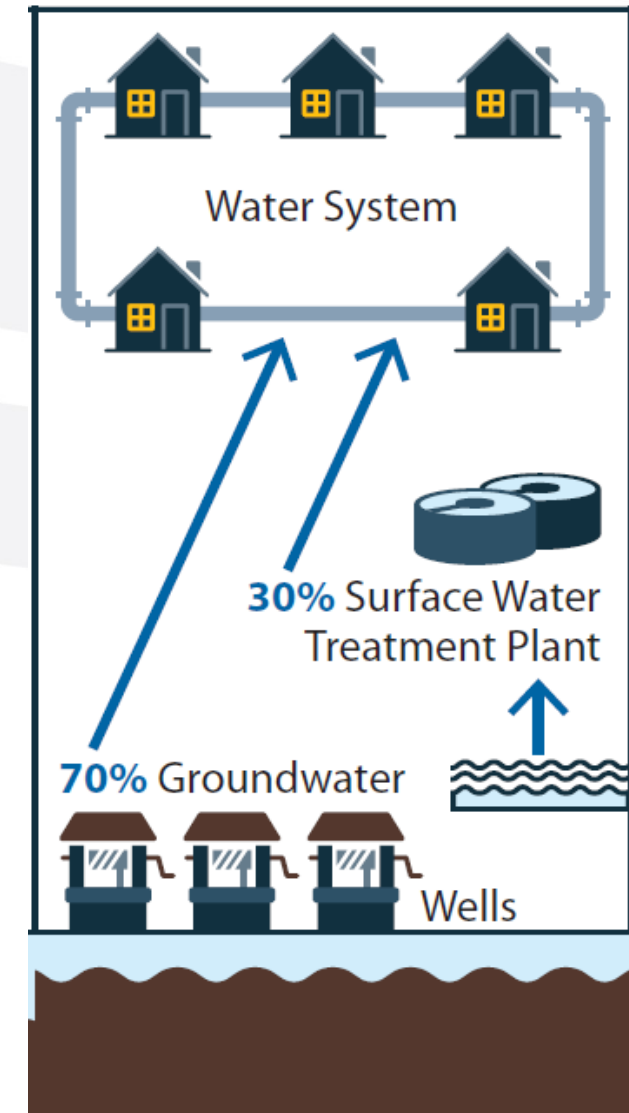 Water System
30% Surface Water
Treatment Plant
70% Groundwater
Wells